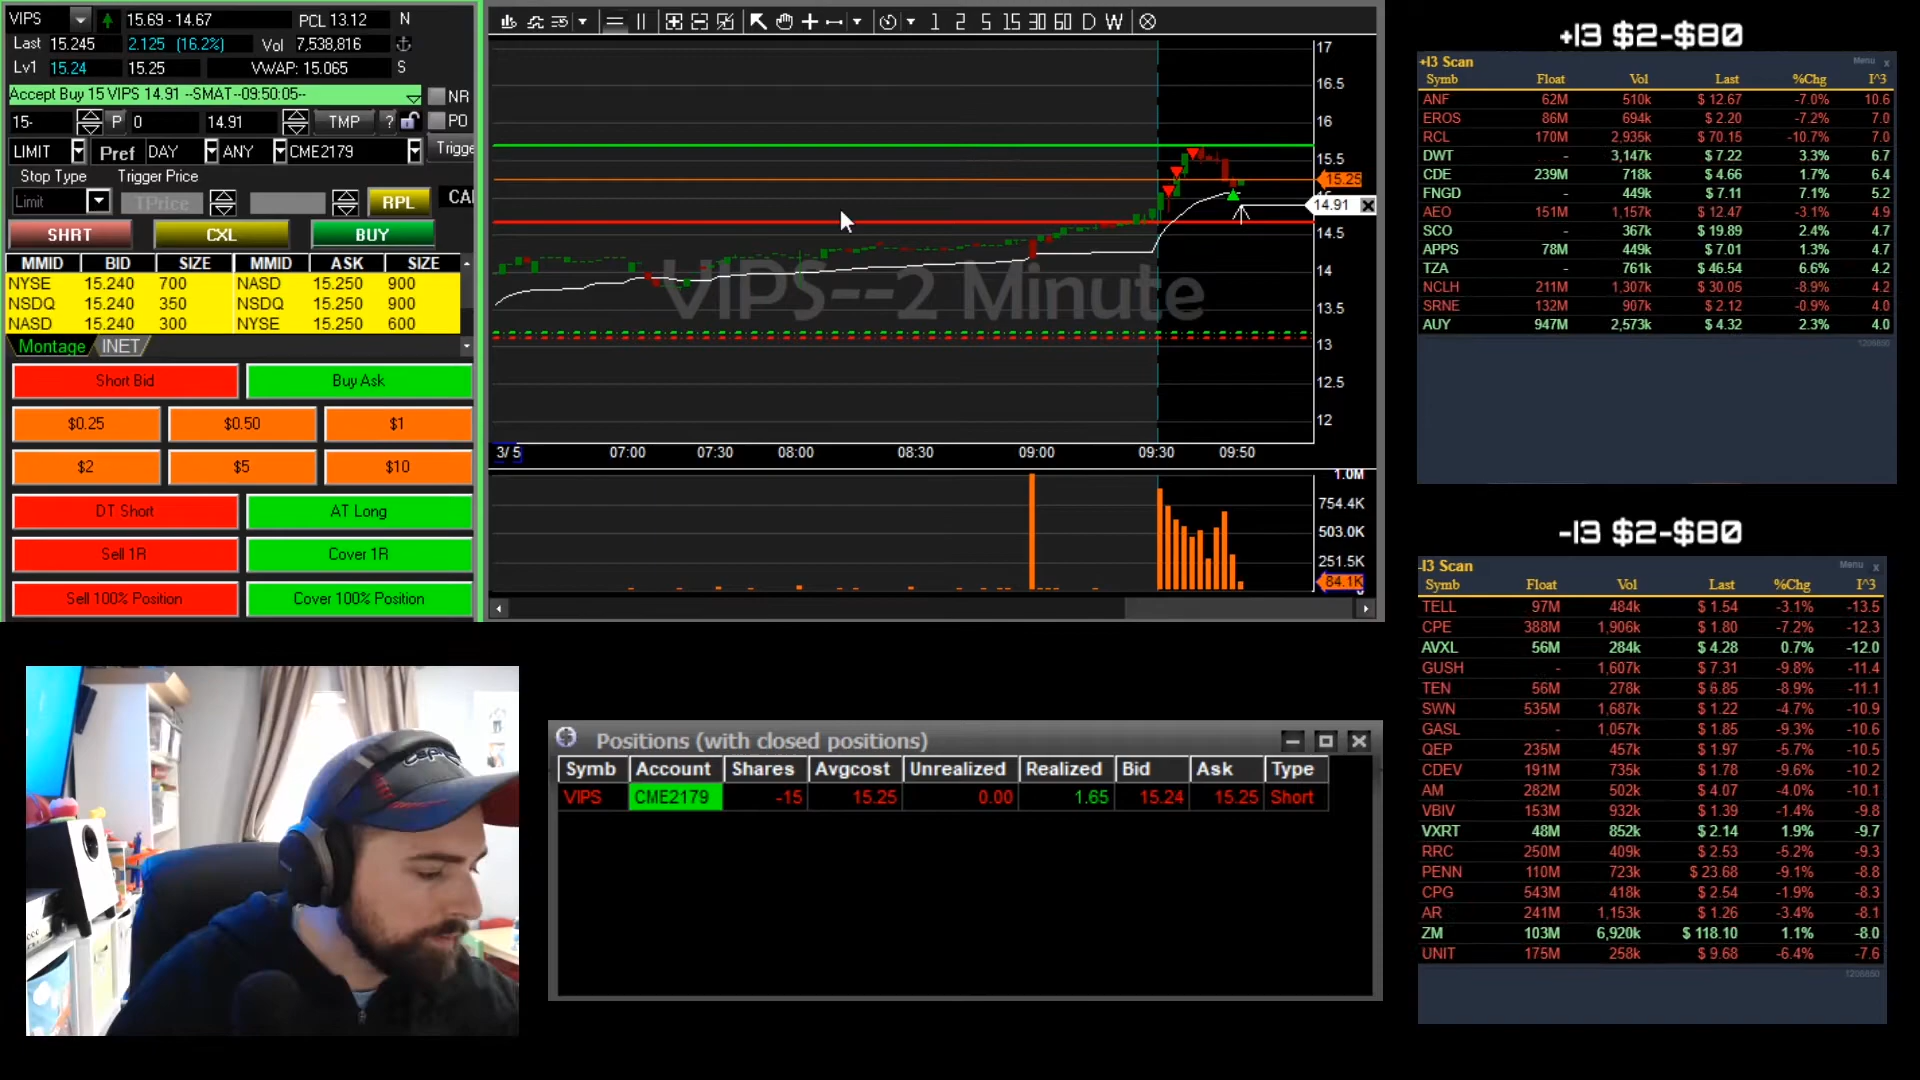 VIPS 15.69 - 14.67 PCL 13.12 N
Last 15.245 2.125 (16.2%) Vol 7,538,816
Lv1 15.24 15.25 VWAP: 15.065 S
Accept Buy 15 VIPS 14.91 --SMAT--09:50:05-- NR
15- P 0 14.91 TMP ? PO
LIMIT Pref DAY ANY CME2179 Trigge
Stop Type Trigger Price
Limit TPrice RPL CA
SHRT CXL BUY
MMID BID SIZE MMID ASK SIZE
NYSE 15.240 700 NASD 15.250 900
NSDQ 15.240 350 NSDQ 15.250 900
NASD 15.240 300 NYSE 15.250 600
Montage INET
Short Bid Buy Ask
$0.25 $0.50 $1
$2 $5 $10
DT Short AT Long
Sell 1R Cover 1R
Sell 100% Position Cover 100% Position
1 2 5 15 30 60 D W
17
16.5
16
15.5
15.25
14.91
14.5
14
13.5
13
12.5
12
VIPS--2 Minute
3/ 5 07:00 07:30 08:00 08:30 09:00 09:30 09:50
1.0M
754.4K
503.0K
251.5K
84.1K
+I3 $2-$80
+I3 Scan Menu x
Symb Float Vol Last %Chg I^3
ANF 62M 510k $ 12.67 -7.0% 10.6
EROS 86M 694k $ 2.20 -7.2% 7.0
RCL 170M 2,935k $ 70.15 -10.7% 7.0
DWT - 3,147k $ 7.22 3.3% 6.7
CDE 239M 718k $ 4.66 1.7% 6.4
FNGD - 449k $ 7.11 7.1% 5.2
AEO 151M 1,157k $ 12.47 -3.1% 4.9
SCO - 367k $ 19.89 2.4% 4.7
APPS 78M 449k $ 7.01 1.3% 4.7
TZA - 761k $ 46.54 6.6% 4.2
NCLH 211M 1,307k $ 30.05 -8.9% 4.2
SRNE 132M 907k $ 2.12 -0.9% 4.0
AUY 947M 2,573k $ 4.32 2.3% 4.0
-I3 $2-$80
-I3 Scan Menu x
Symb Float Vol Last %Chg I^3
TELL 97M 484k $ 1.54 -3.1% -13.5
CPE 388M 1,906k $ 1.80 -7.2% -12.3
AVXL 56M 284k $ 4.28 0.7% -12.0
GUSH - 1,607k $ 7.31 -9.8% -11.4
TEN 56M 278k $ 6.85 -8.9% -11.1
SWN 535M 1,687k $ 1.22 -4.7% -10.9
GASL - 1,057k $ 1.85 -9.3% -10.6
QEP 235M 457k $ 1.97 -5.7% -10.5
CDEV 191M 735k $ 1.78 -9.6% -10.2
AM 282M 502k $ 4.07 -4.0% -10.1
VBIV 153M 932k $ 1.39 -1.4% -9.8
VXRT 48M 852k $ 2.14 1.9% -9.7
RRC 250M 409k $ 2.53 -5.2% -9.3
PENN 110M 723k $ 23.68 -9.1% -8.8
CPG 543M 418k $ 2.54 -1.9% -8.3
AR 241M 1,153k $ 1.26 -3.4% -8.1
ZM 103M 6,920k $ 118.10 1.1% -8.0
UNIT 175M 258k $ 9.68 -6.4% -7.6
Positions (with closed positions)
Symb Account Shares Avgcost Unrealized Realized Bid Ask Type
VIPS CME2179 -15 15.25 0.00 1.65 15.24 15.25 Short